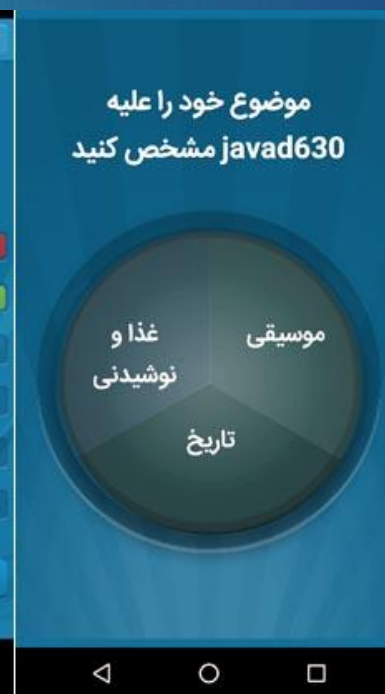 موضوع خود را علیه
javad630 مشخص کنید
موسیقی
غذا و
نوشیدنی
تاریخ